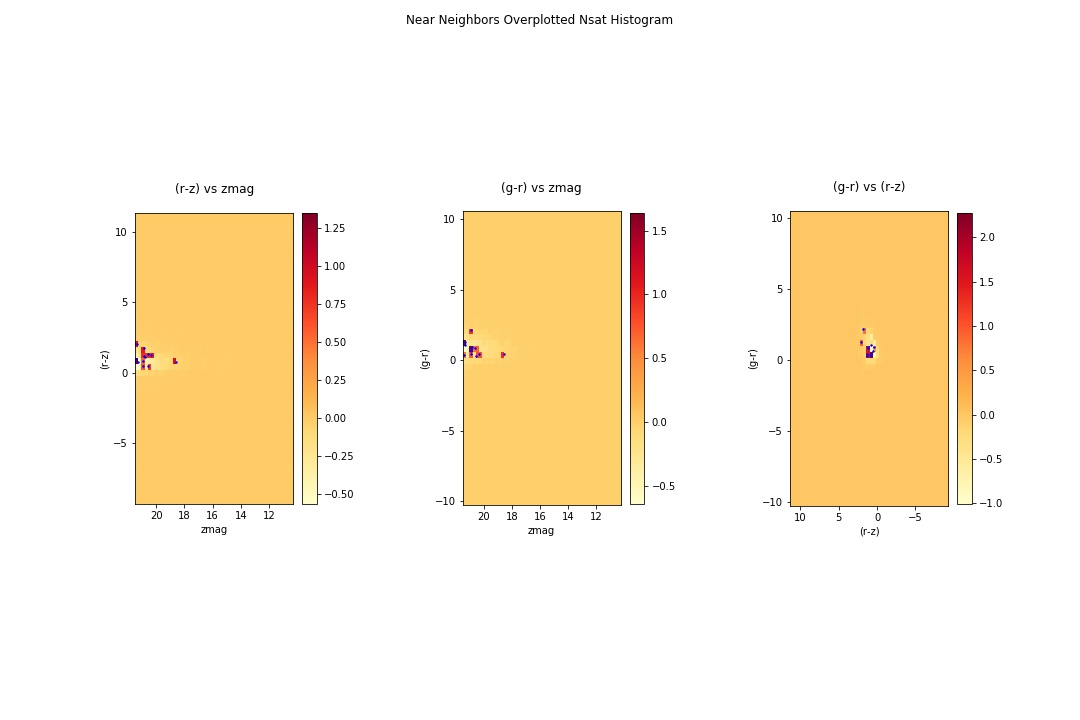 Near Neighbors Overplotted Nsat Histogram
(r-z) vs zmag
(r-z)
10
5
0
−5
20 18 16 14 12
zmag
1.25
1.00
0.75
0.50
0.25
0.00
−0.25
−0.50
(g-r) vs zmag
(g-r)
10
5
0
−5
−10
20 18 16 14 12
zmag
1.5
1.0
0.5
0.0
−0.5
(g-r) vs (r-z)
(g-r)
10
5
0
−5
−10
10 5 0 −5
(r-z)
2.0
1.5
1.0
0.5
0.0
−0.5
−1.0